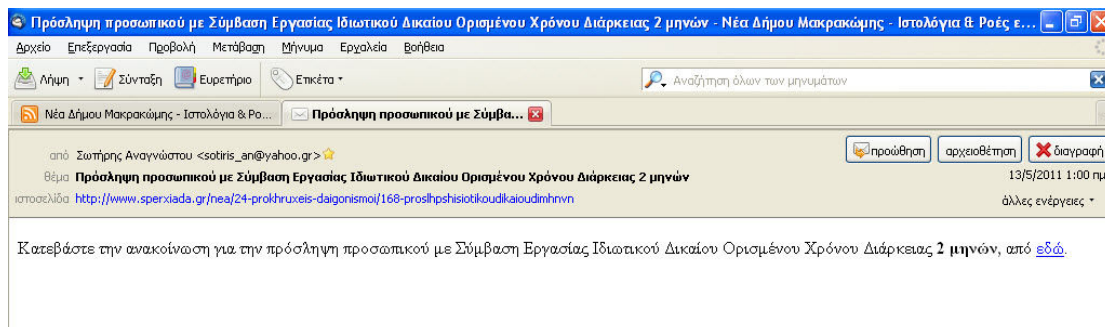 Πρόσληψη προσωπικού με Σύμβαση Εργασίας Ιδιωτικού Δικαίου Ορισμένου Χρόνου Διάρκειας 2 μηνών - Νέα Δήμου Μακρακώμης - Ιστολόγια & Ροές ε...
Αρχείο Επεξεργασία Προβολή Μετάβαση Μήνυμα Εργαλεία Βοήθεια
Λήψη Σύνταξη Ευρετήριο Ετικέτα Αναζήτηση όλων των μηνυμάτων
Νέα Δήμου Μακρακώμης - Ιστολόγια & Ρο... Πρόσληψη προσωπικού με Σύμβα...
από Σωτήρης Αναγνώστου <sotiris_an@yahoo.gr> προώθηση αρχειοθέτηση διαγραφή
θέμα Πρόσληψη προσωπικού με Σύμβαση Εργασίας Ιδιωτικού Δικαίου Ορισμένου Χρόνου Διάρκειας 2 μηνών 13/5/2011 1:00 πμ
ιστοσελίδα http://www.sperxiada.gr/nea/24-prokhruxeis-daigonismoi/168-proslhpshisiotikoudikaioudimhnvn άλλες ενέργειες
Κατεβάστε την ανακοίνωση για την πρόσληψη προσωπικού με Σύμβαση Εργασίας Ιδιωτικού Δικαίου Ορισμένου Χρόνου Διάρκειας 2 μηνών, από εδώ.